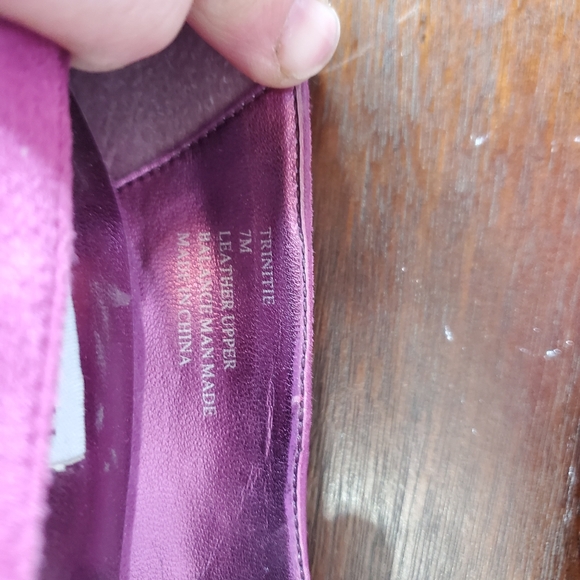 TRINITIE
7M
LEATHER UPPER
BALANCE MAN MADE
MADE IN CHINA